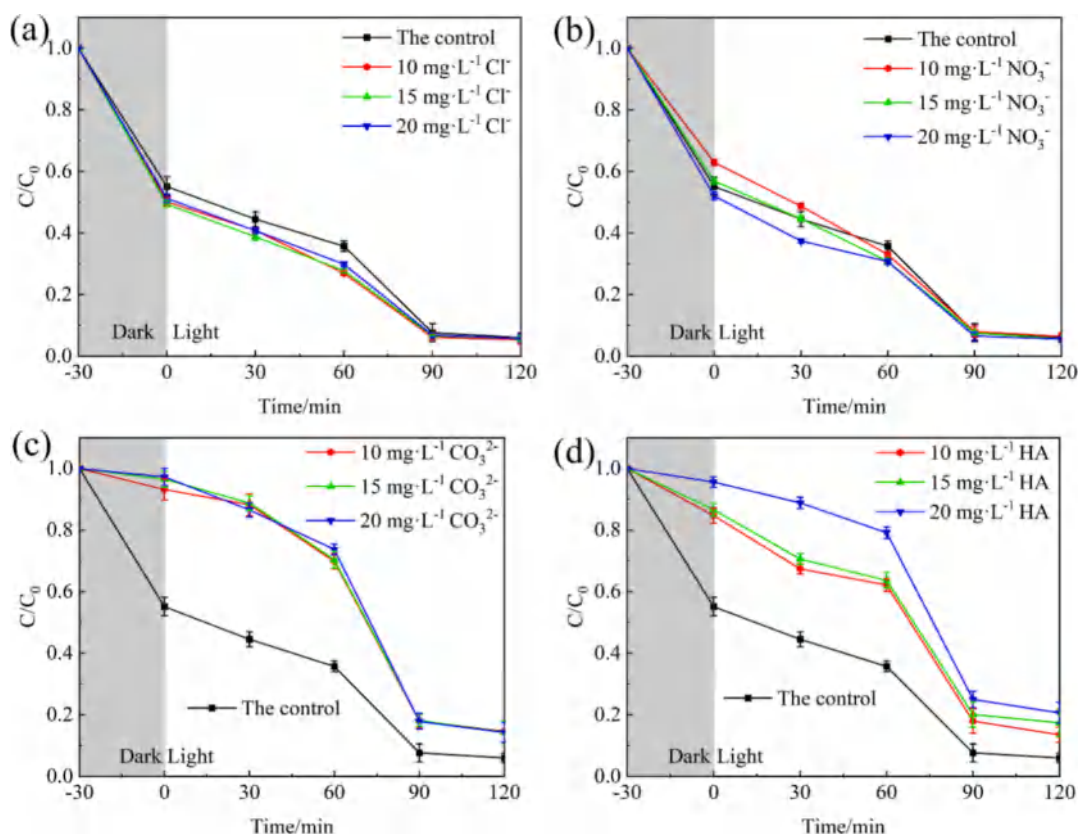 (a)
The control
10 mg·L⁻¹ Cl⁻
15 mg·L⁻¹ Cl⁻
20 mg·L⁻¹ Cl⁻
C/C₀
1.0
0.8
0.6
0.4
0.2
0.0
Dark Light
-30 0 30 60 90 120
Time/min
(b)
The control
10 mg·L⁻¹ NO₃⁻
15 mg·L⁻¹ NO₃⁻
20 mg·L⁻¹ NO₃⁻
C/C₀
1.0
0.8
0.6
0.4
0.2
0.0
Dark Light
-30 0 30 60 90 120
Time/min
(c)
10 mg·L⁻¹ CO₃²⁻
15 mg·L⁻¹ CO₃²⁻
20 mg·L⁻¹ CO₃²⁻
C/C₀
1.0
0.8
0.6
0.4
0.2
0.0
The control
Dark Light
-30 0 30 60 90 120
Time/min
(d)
10 mg·L⁻¹ HA
15 mg·L⁻¹ HA
20 mg·L⁻¹ HA
C/C₀
1.0
0.8
0.6
0.4
0.2
0.0
The control
Dark Light
-30 0 30 60 90 120
Time/min